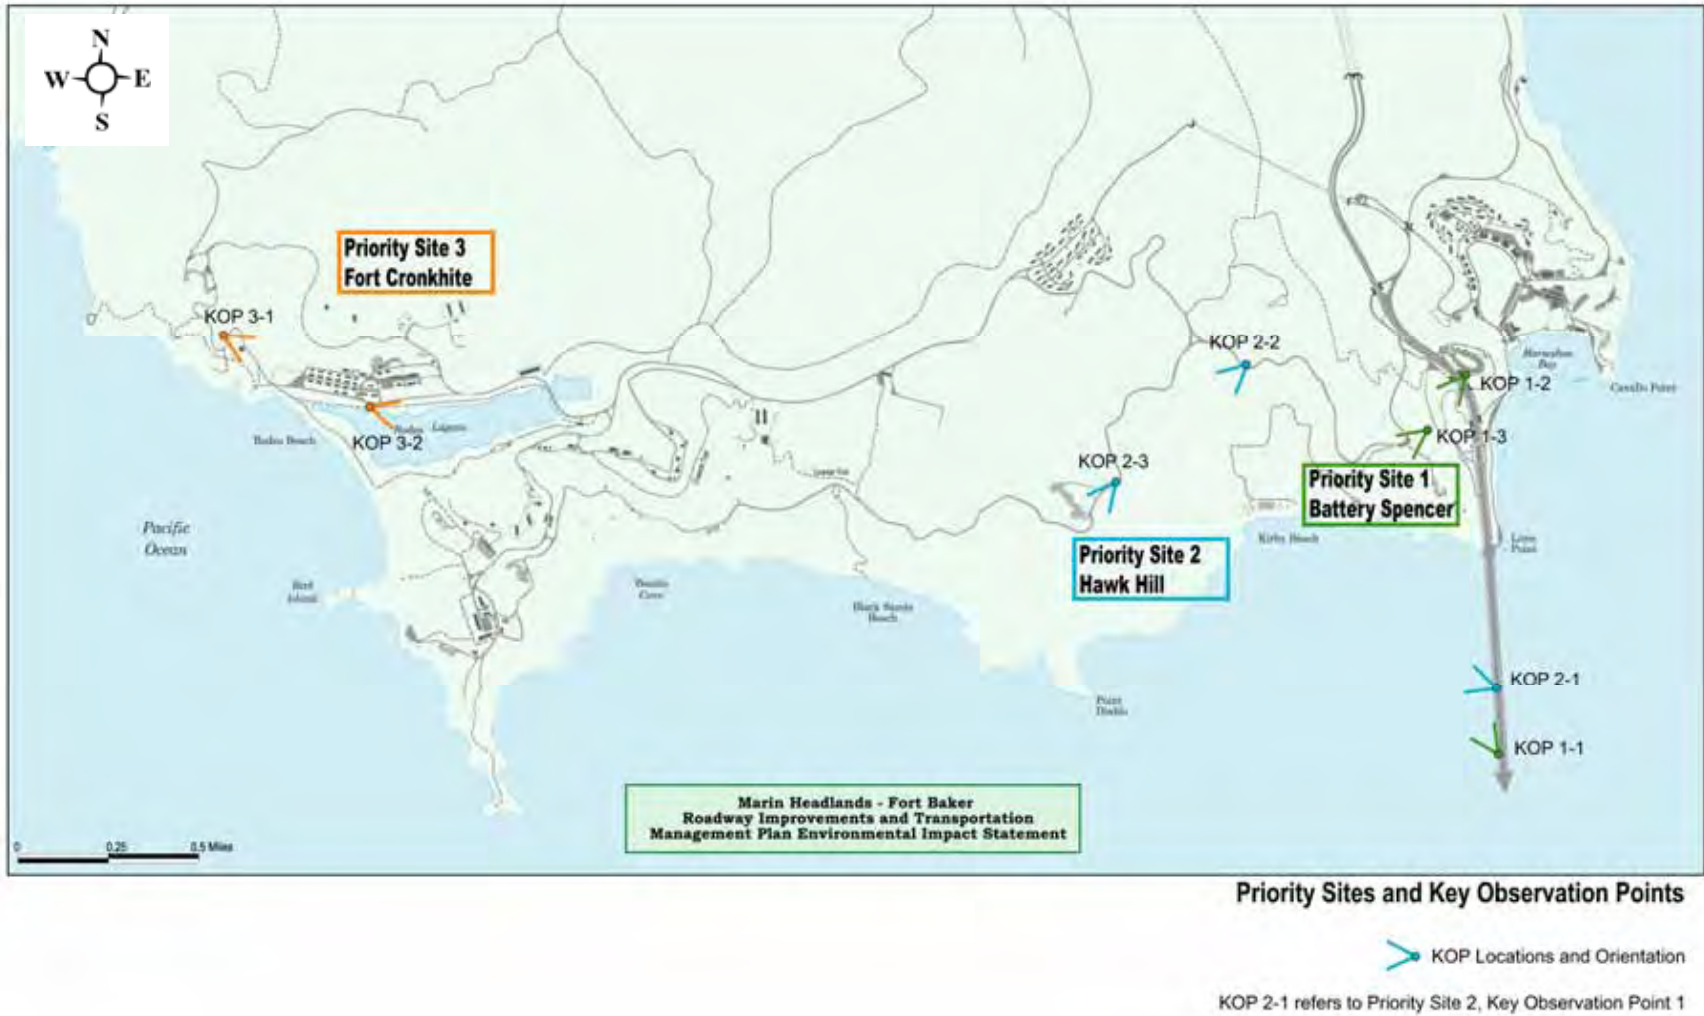 N
W E
S
Priority Site 3
Fort Cronkhite
KOP 3-1
KOP 2-2
Horseshoe
Bay
KOP 1-2
Cavallo Point
Rodeo Lagoon
Rodeo Beach
KOP 3-2
KOP 1-3
KOP 2-3
Priority Site 1
Battery Spencer
Pacific
Ocean
Kirby Beach
Lime
Point
Priority Site 2
Hawk Hill
Bird
Island
Bonita
Cove
Black Sands
Beach
KOP 2-1
Point
Diablo
KOP 1-1
Marin Headlands - Fort Baker
Roadway Improvements and Transportation
Management Plan Environmental Impact Statement
0 0.25 0.5 Miles
Priority Sites and Key Observation Points
KOP Locations and Orientation
KOP 2-1 refers to Priority Site 2, Key Observation Point 1